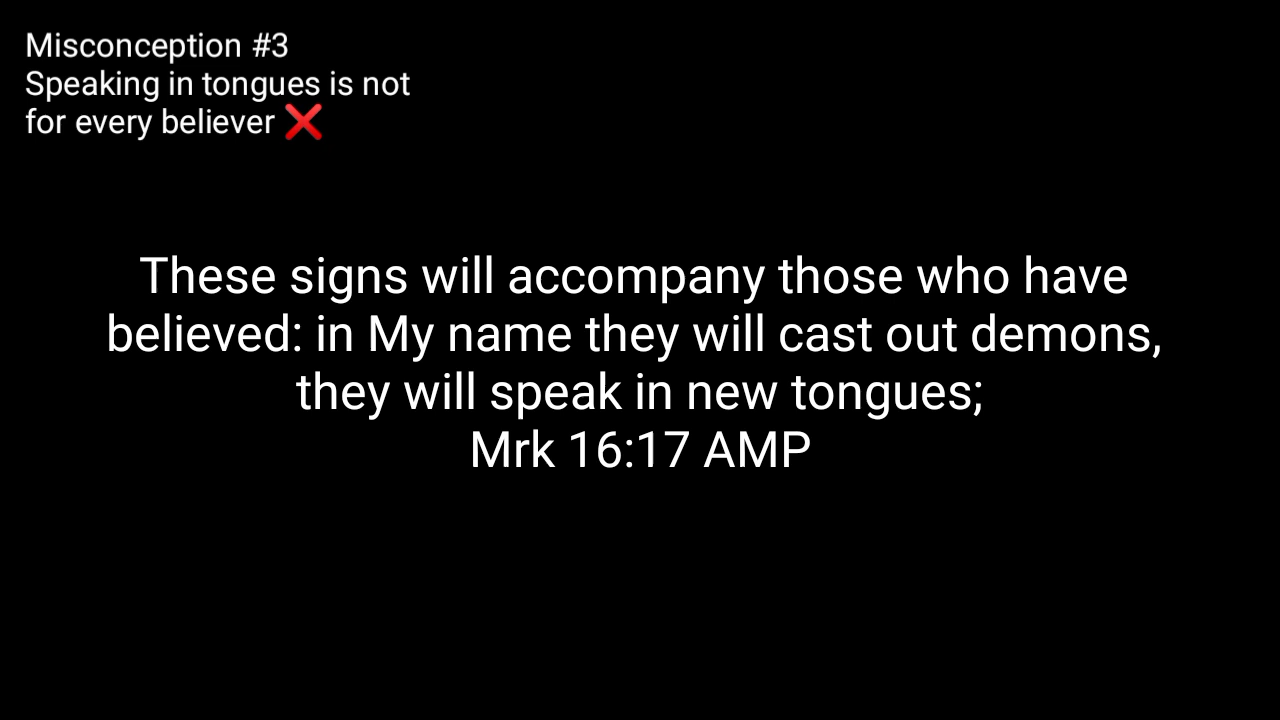 Misconception #3
Speaking in tongues is not
for every believer ❌
These signs will accompany those who have
believed: in My name they will cast out demons,
they will speak in new tongues;
Mrk 16:17 AMP